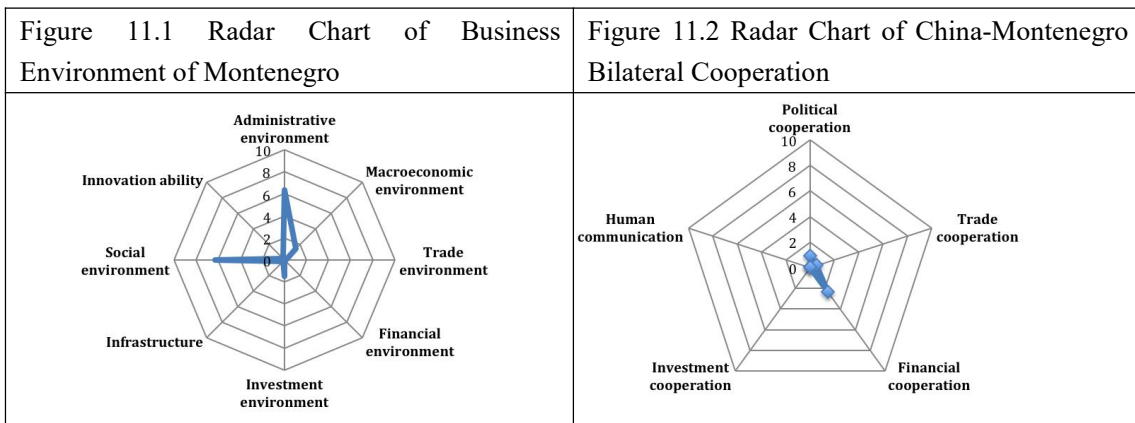 Figure 11.1 Radar Chart of Business
Environment of Montenegro
Figure 11.2 Radar Chart of China-Montenegro
Bilateral Cooperation
Administrative
environment
10
8
6
4
2
0
Macroeconomic
environment
Trade
environment
Financial
environment
Investment
environment
Infrastructure
Social
environment
Innovation ability
Political
cooperation
10
8
6
4
2
0
Trade
cooperation
Financial
cooperation
Investment
cooperation
Human
communication